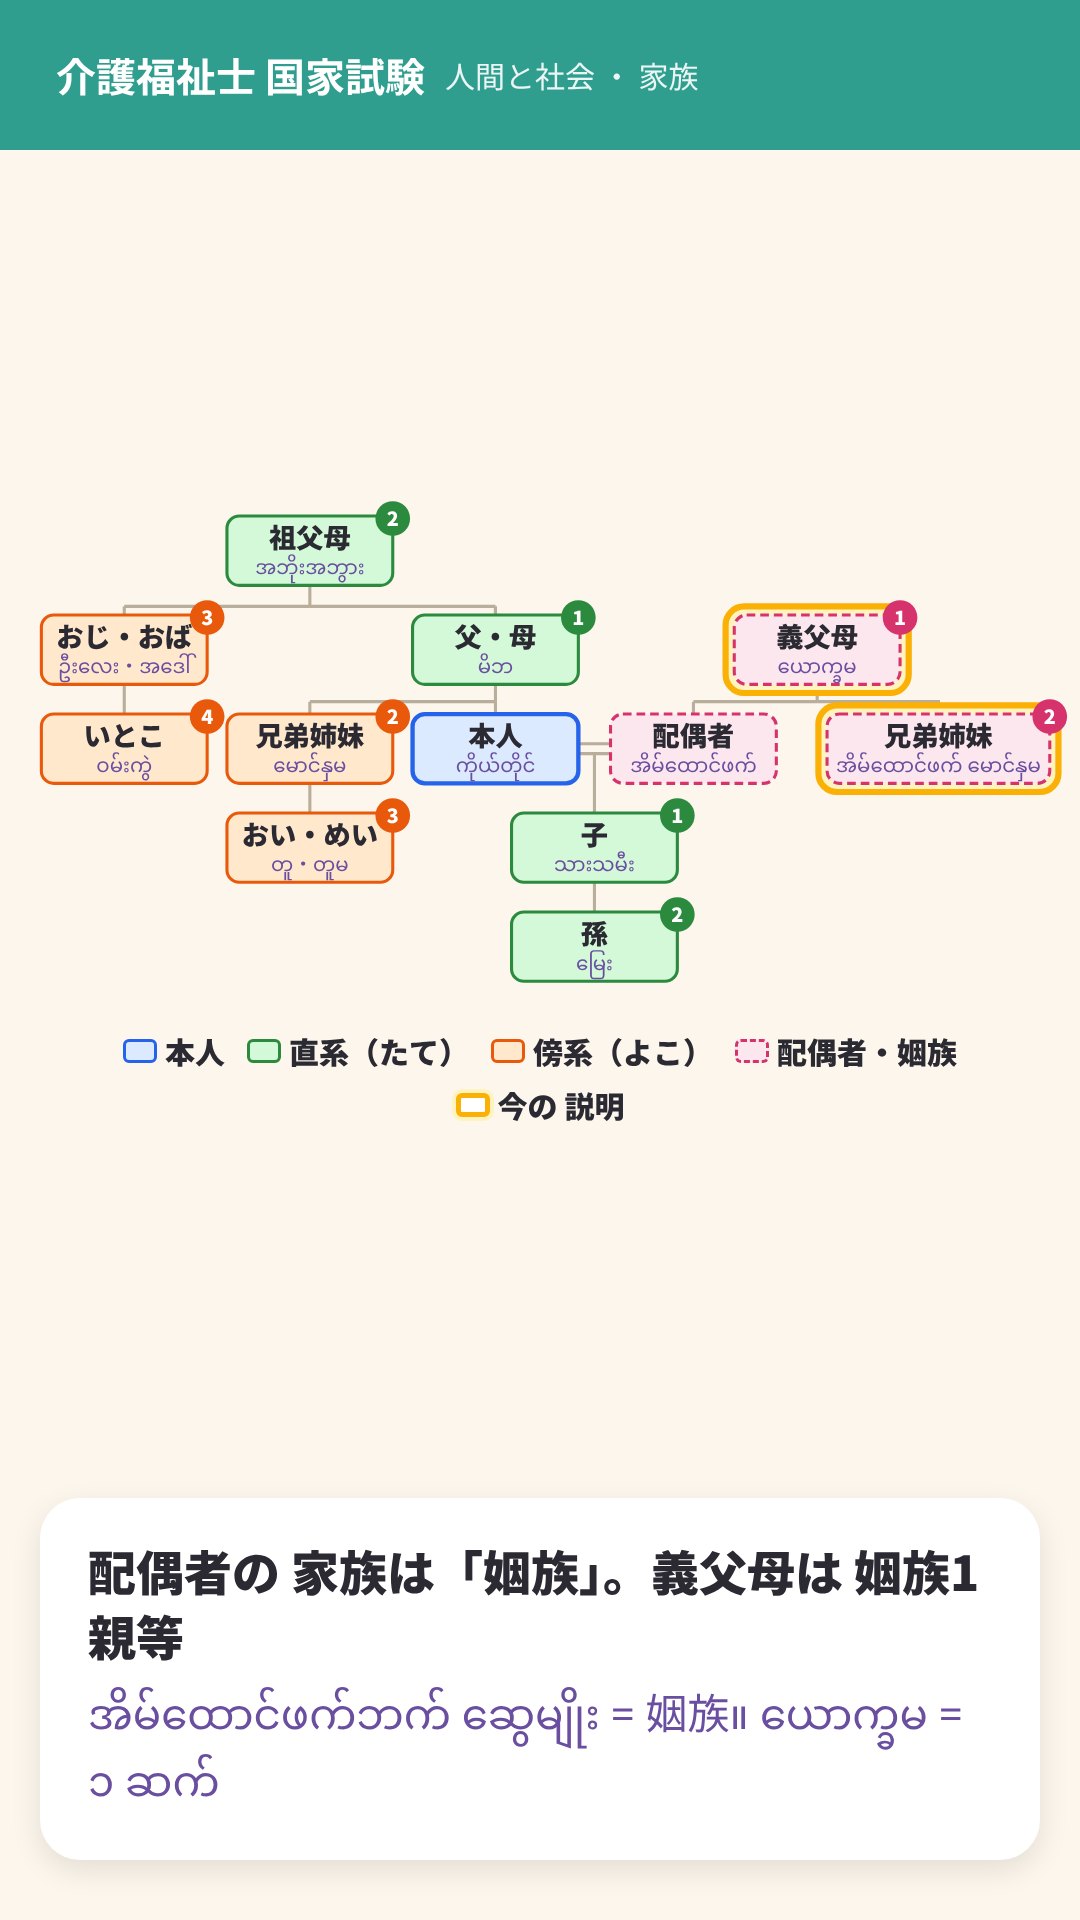 介護福祉士 国家試験 人間と社会 ・ 家族
祖父母
အဘိုးအဘွား
2
おじ・おば
ဦးလေး・အဒေါ်
3
父・母
မိဘ
1
義父母
ယောက္ခမ
1
いとこ
ဝမ်းကွဲ
4
兄弟姉妹
မောင်နှမ
2
本人
ကိုယ်တိုင်
配偶者
အိမ်ထောင်ဖက်
兄弟姉妹
အိမ်ထောင်ဖက် မောင်နှမ
2
おい・めい
တူ・တူမ
3
子
သားသမီး
1
孫
မြေး
2
本人 直系（たて） 傍系（よこ） 配偶者・姻族
今の 説明
配偶者の 家族は「姻族」。義父母は 姻族1
親等
အိမ်ထောင်ဖက်ဘက် ဆွေမျိုး = 姻族။ ယောက္ခမ =
၁ ဆက်